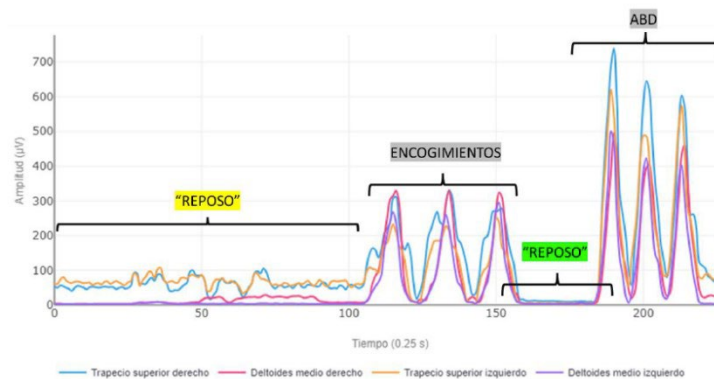 ABD
700
600
500
400
300
200
100
0
Amplitud (µV)
ENCOGIMIENTOS
“REPOSO”
“REPOSO”
0
50
100
150
200
Tiempo (0.25 s)
Trapecio superior derecho
Deltoides medio derecho
Trapecio superior izquierdo
Deltoides medio izquierdo